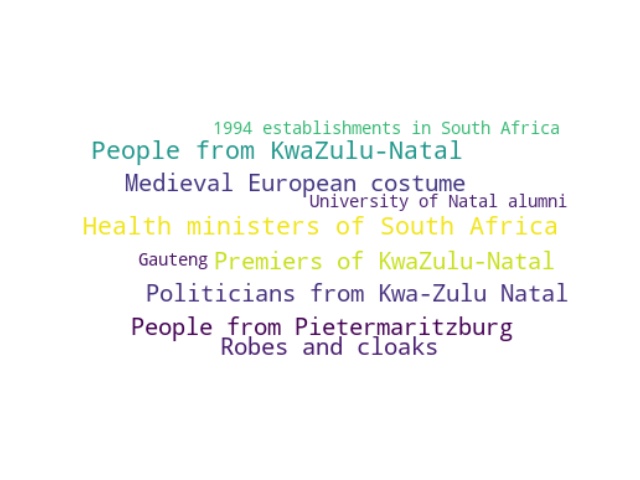 1994 establishments in South Africa
People from KwaZulu-Natal
Medieval European costume
University of Natal alumni
Health ministers of South Africa
Gauteng Premiers of KwaZulu-Natal
Politicians from Kwa-Zulu Natal
People from Pietermaritzburg
Robes and cloaks